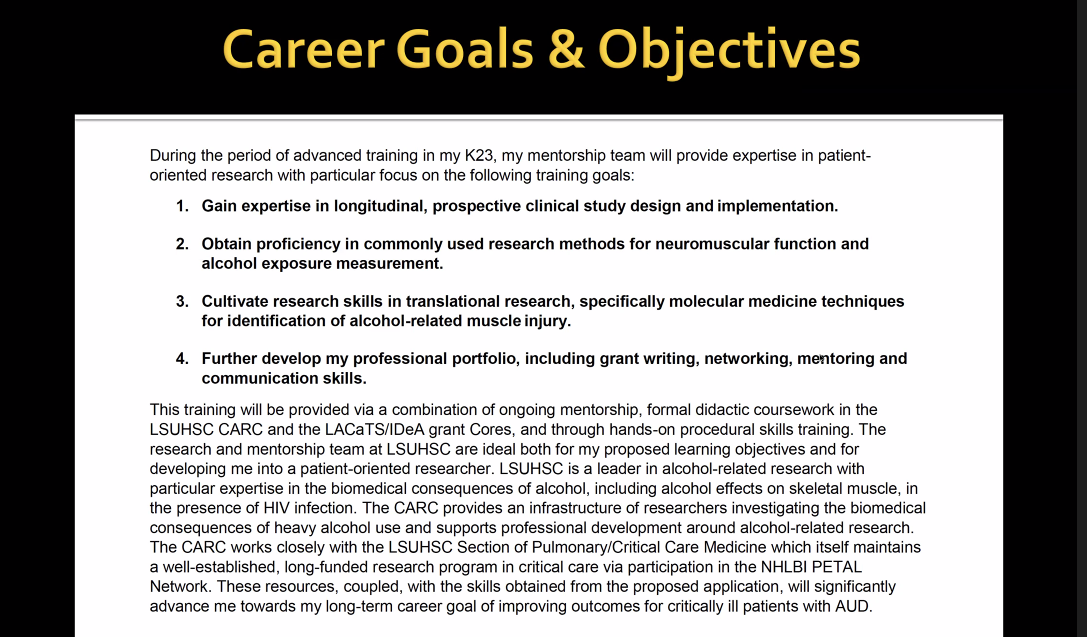 Career Goals & Objectives
During the period of advanced training in my K23, my mentorship team will provide expertise in patient-
oriented research with particular focus on the following training goals:
1. Gain expertise in longitudinal, prospective clinical study design and implementation.
2. Obtain proficiency in commonly used research methods for neuromuscular function and
alcohol exposure measurement.
3. Cultivate research skills in translational research, specifically molecular medicine techniques
for identification of alcohol-related muscle injury.
4. Further develop my professional portfolio, including grant writing, networking, mentoring and
communication skills.
This training will be provided via a combination of ongoing mentorship, formal didactic coursework in the
LSUHSC CARC and the LACaTS/IDeA grant Cores, and through hands-on procedural skills training. The
research and mentorship team at LSUHSC are ideal both for my proposed learning objectives and for
developing me into a patient-oriented researcher. LSUHSC is a leader in alcohol-related research with
particular expertise in the biomedical consequences of alcohol, including alcohol effects on skeletal muscle, in
the presence of HIV infection. The CARC provides an infrastructure of researchers investigating the biomedical
consequences of heavy alcohol use and supports professional development around alcohol-related research.
The CARC works closely with the LSUHSC Section of Pulmonary/Critical Care Medicine which itself maintains
a well-established, long-funded research program in critical care via participation in the NHLBI PETAL
Network. These resources, coupled, with the skills obtained from the proposed application, will significantly
advance me towards my long-term career goal of improving outcomes for critically ill patients with AUD.